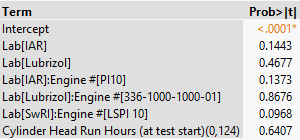 Term Prob>|t|
Intercept <.0001*
Lab[IAR] 0.1443
Lab[Lubrizol] 0.4677
Lab[IAR]:Engine #[PI10] 0.1373
Lab[Lubrizol]:Engine #[336-1000-1000-01] 0.8676
Lab[SwRI]:Engine #[LSPI 10] 0.0968
Cylinder Head Run Hours (at test start)(0,124) 0.6407